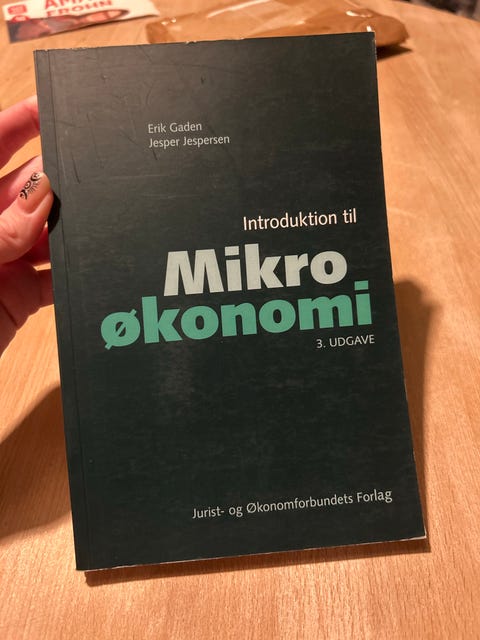 Erik Gaden
Jesper Jespersen
Introduktion til
Mikro
økonomi
3. UDGAVE
Jurist- og Økonomforbundets Forlag